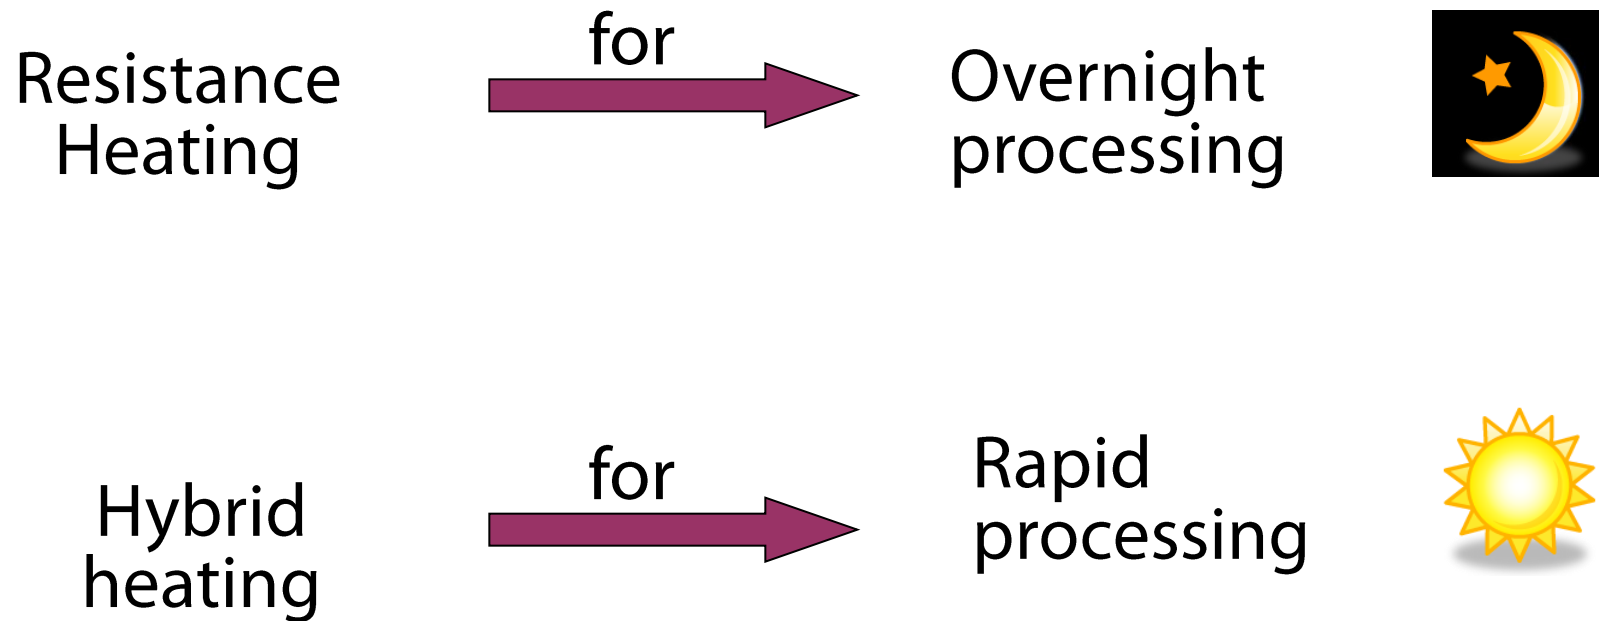 Resistance
Heating
for
Overnight
processing
Hybrid
heating
for
Rapid
processing